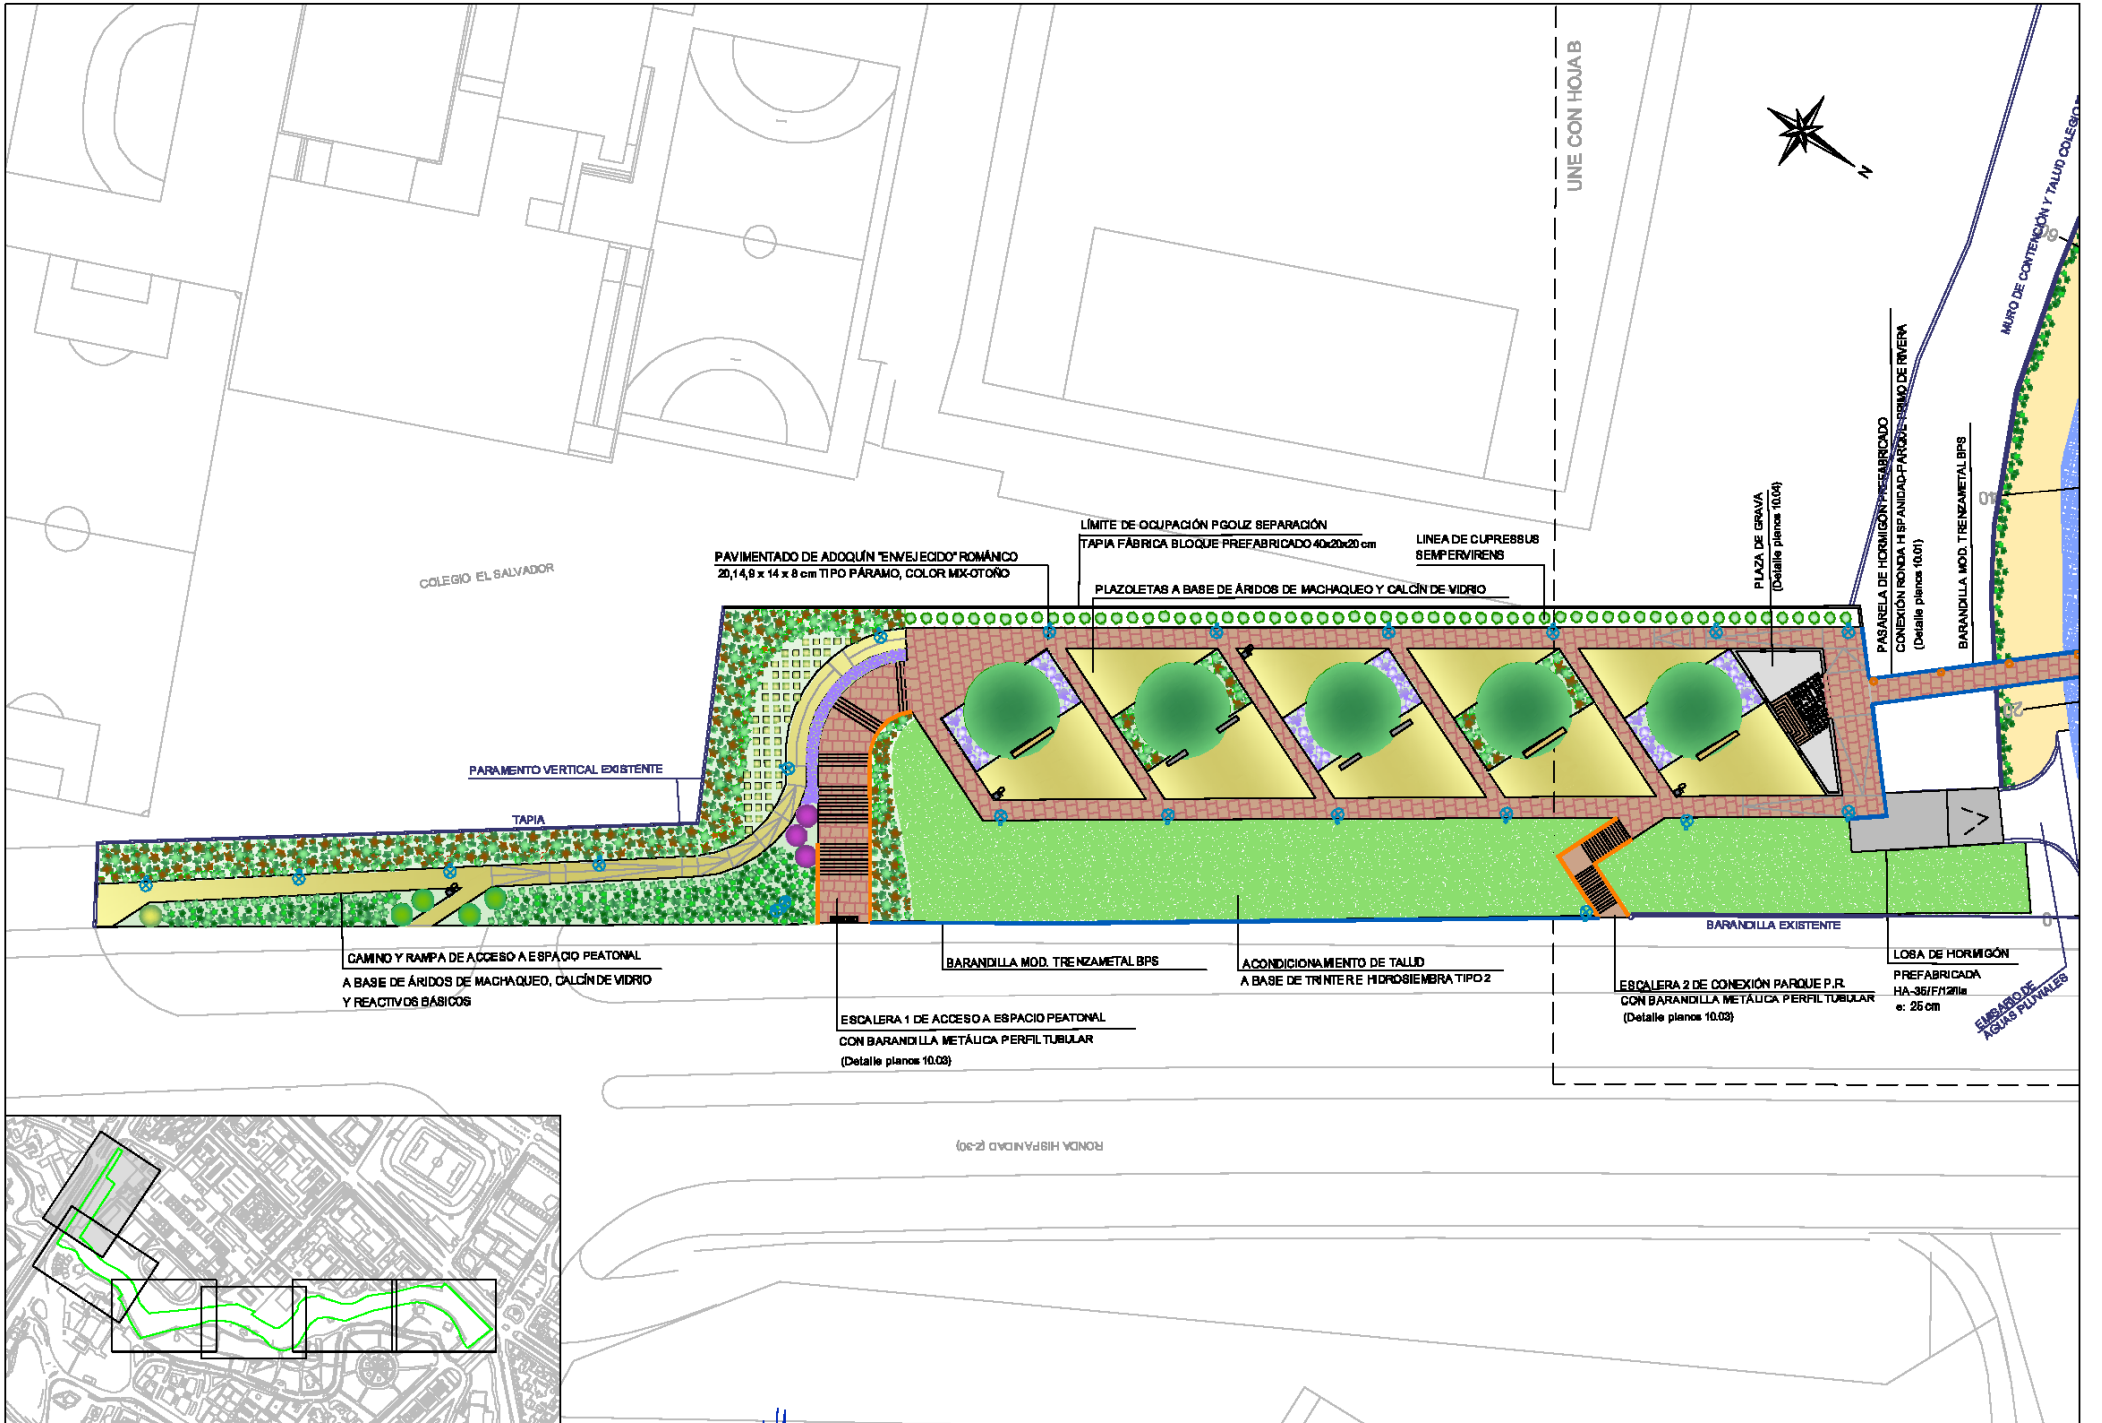 UNE CON HOJA B
N
MURO DE CONTENCIÓN Y TALUD COLEGIO
60
40
20
0
PASARELA DE HORMIGÓN PREFABRICADO
CONEXIÓN RONDA HISPANIDAD-PARQUE PRIMO DE RIVERA
(Detalle planos 10.01)
BARANDILLA MOD. TRENZAMETAL BPS
PLAZA DE GRAVA
(Detalle planos 10.04)
LÍMITE DE OCUPACIÓN PGOUZ SEPARACIÓN
TAPIA FÁBRICA BLOQUE PREFABRICADO 40x20x20 cm
LINEA DE CUPRESSUS
SEMPERVIRENS
PAVIMENTADO DE ADOQUÍN "ENVEJECIDO" ROMÁNICO
20,14,9 x 14 x 8 cm TIPO PÁRAMO, COLOR MIX-OTOÑO
PLAZOLETAS A BASE DE ÁRIDOS DE MACHAQUEO Y CALCÍN DE VIDRIO
COLEGIO EL SALVADOR
PARAMENTO VERTICAL EXISTENTE
TAPIA
CAMINO Y RAMPA DE ACCESO A ESPACIO PEATONAL
A BASE DE ÁRIDOS DE MACHAQUEO, CALCÍN DE VIDRIO
Y REACTIVOS BÁSICOS
BARANDILLA MOD. TRENZAMETAL BPS
ACONDICIONAMIENTO DE TALUD
A BASE DE TRINTER E HIDROSIEMBRA TIPO 2
BARANDILLA EXISTENTE
ESCALERA 1 DE ACCESO A ESPACIO PEATONAL
CON BARANDILLA METÁLICA PERFIL TUBULAR
(Detalle planos 10.03)
ESCALERA 2 DE CONEXIÓN PARQUE P.R.
CON BARANDILLA METÁLICA PERFIL TUBULAR
(Detalle planos 10.03)
LOSA DE HORMIGÓN
PREFABRICADA
HA-35/F/12/IIa
e: 25 cm
EMISARIO DE
AGUAS PLUVIALES
RONDA HISPANIDAD (Z-30)